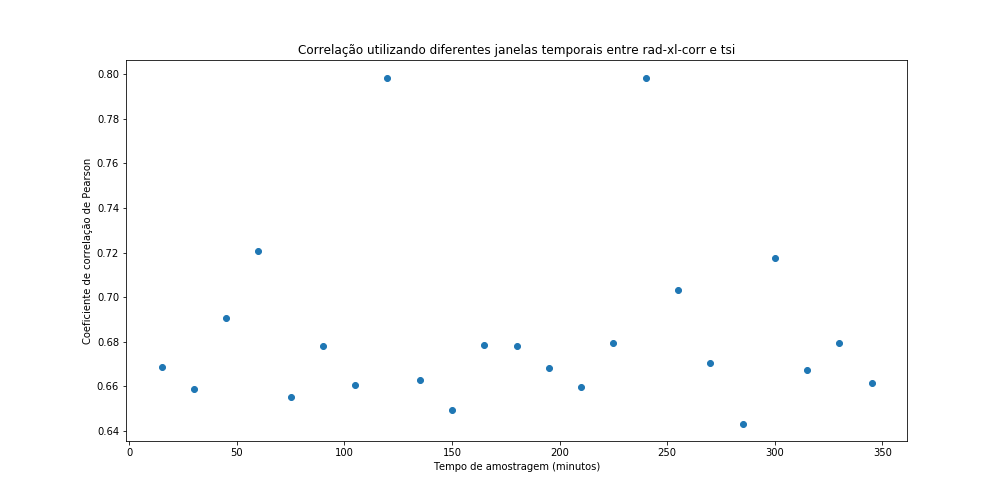 Correlação utilizando diferentes janelas temporais entre rad-xl-corr e tsi
0.80
0.78
0.76
0.74
0.72
0.70
0.68
0.66
0.64
Coeficiente de correlação de Pearson
0 50 100 150 200 250 300 350
Tempo de amostragem (minutos)